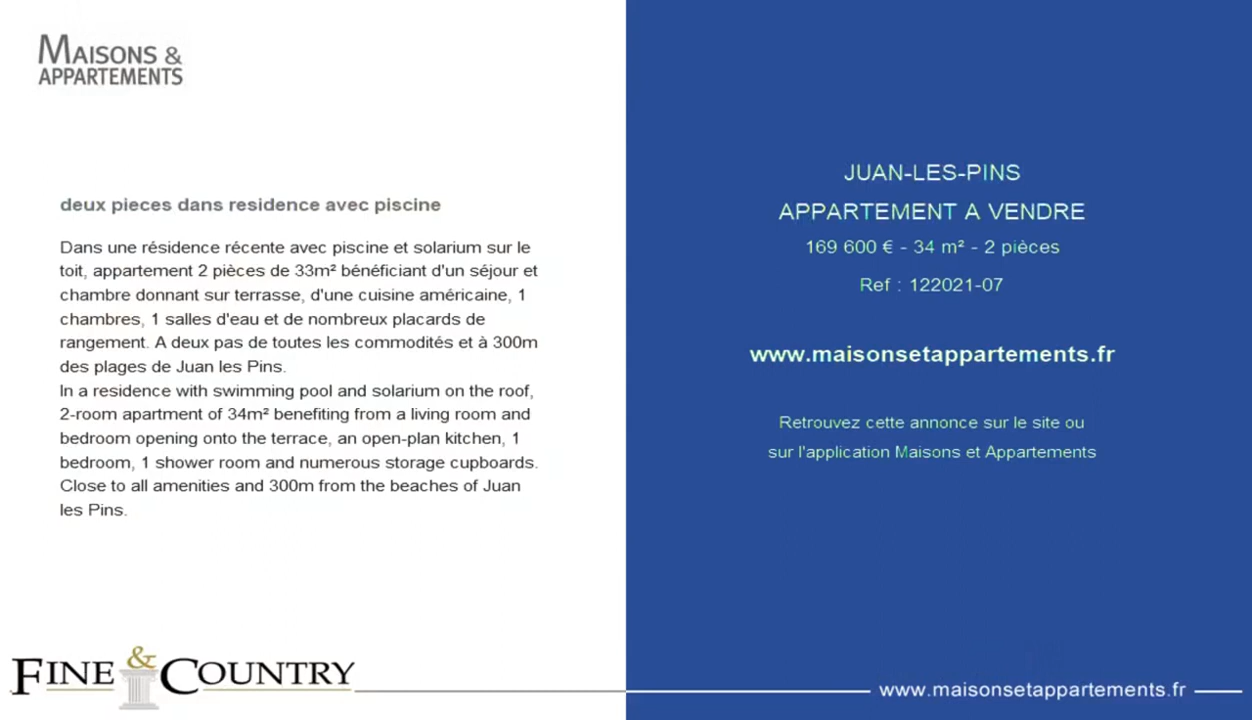 MAISONS &
APPARTEMENTS
deux pieces dans residence avec piscine
Dans une résidence récente avec piscine et solarium sur le
toit, appartement 2 pièces de 33m² bénéficiant d'un séjour et
chambre donnant sur terrasse, d'une cuisine américaine, 1
chambres, 1 salles d'eau et de nombreux placards de
rangement. A deux pas de toutes les commodités et à 300m
des plages de Juan les Pins.
In a residence with swimming pool and solarium on the roof,
2-room apartment of 34m² benefiting from a living room and
bedroom opening onto the terrace, an open-plan kitchen, 1
bedroom, 1 shower room and numerous storage cupboards.
Close to all amenities and 300m from the beaches of Juan
les Pins.
FINE & COUNTRY
JUAN-LES-PINS
APPARTEMENT A VENDRE
169 600 € - 34 m² - 2 pièces
Ref : 122021-07
www.maisonsetappartements.fr
Retrouvez cette annonce sur le site ou
sur l'application Maisons et Appartements
www.maisonsetappartements.fr